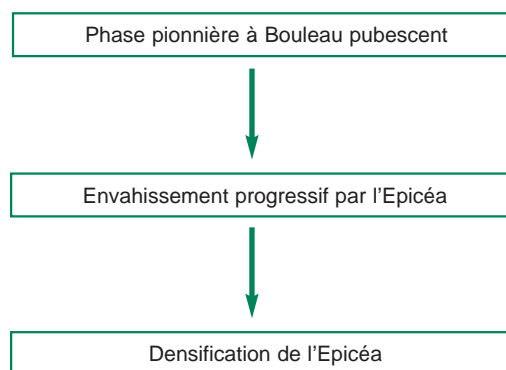 Phase pionnière à Bouleau pubescent
Envahissement progressif par l'Epicéa
Densification de l'Epicéa